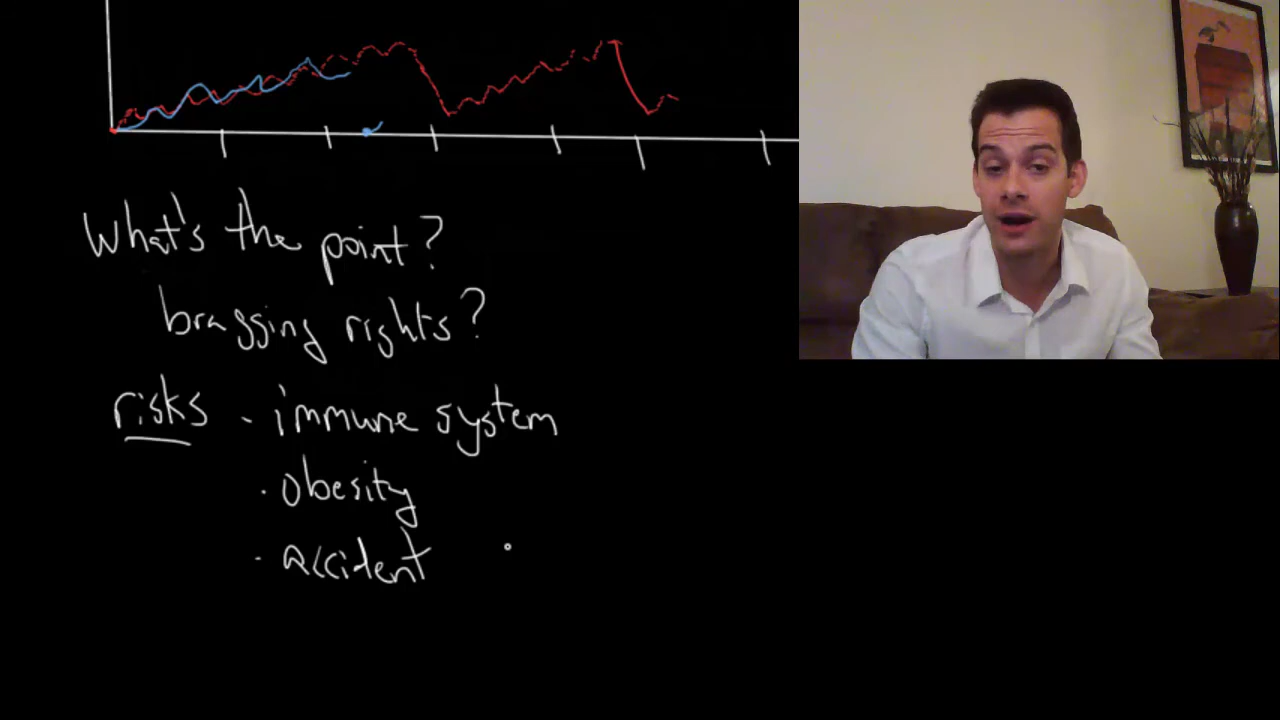 What's the point?
bragging rights?
risks - immune system
· obesity
· accident